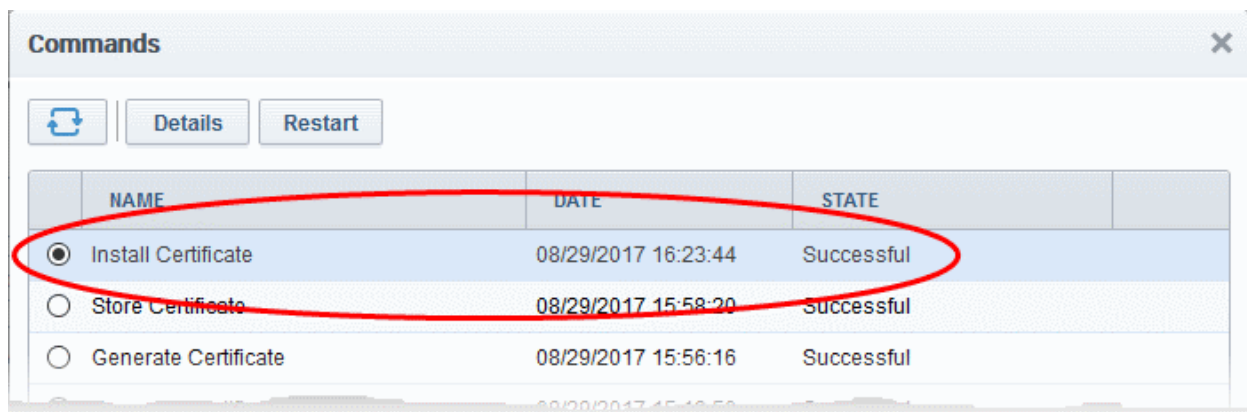 Commands
Details Restart
NAME DATE STATE
Install Certificate 08/29/2017 16:23:44 Successful
Store Certificate 08/29/2017 15:58:20 Successful
Generate Certificate 08/29/2017 15:56:16 Successful